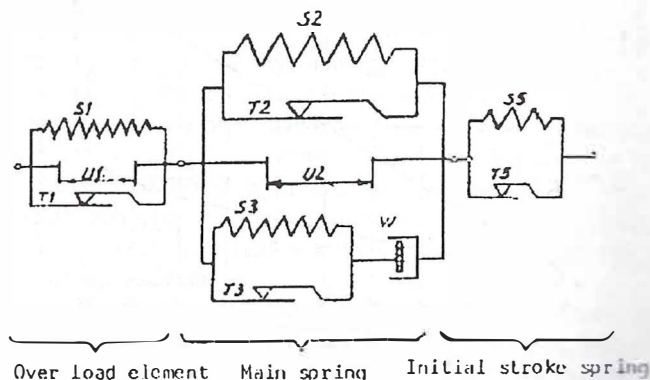 S2
T2
S1
U1
T1
U2
S3
W
T3
S5
T5
Over load element Main spring Initial stroke spring